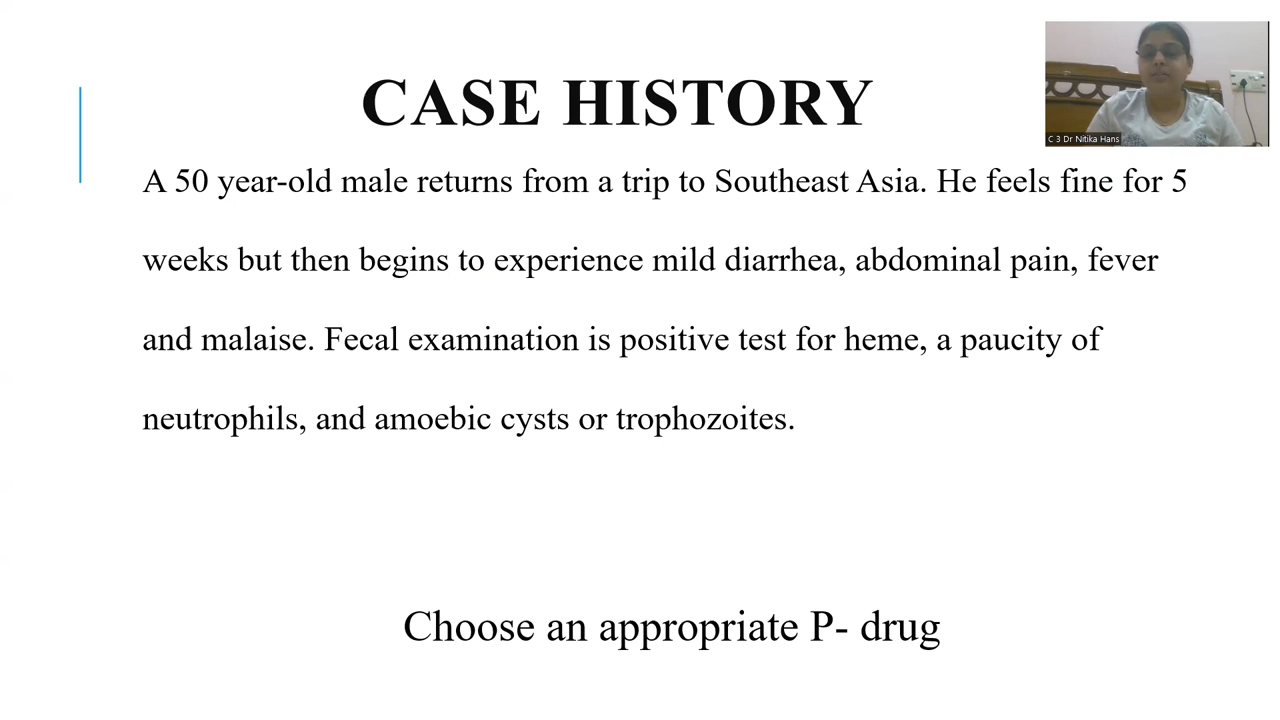 CASE HISTORY
C 3 Dr Nitika Hans
A 50 year-old male returns from a trip to Southeast Asia. He feels fine for 5
weeks but then begins to experience mild diarrhea, abdominal pain, fever
and malaise. Fecal examination is positive test for heme, a paucity of
neutrophils, and amoebic cysts or trophozoites.
Choose an appropriate P- drug